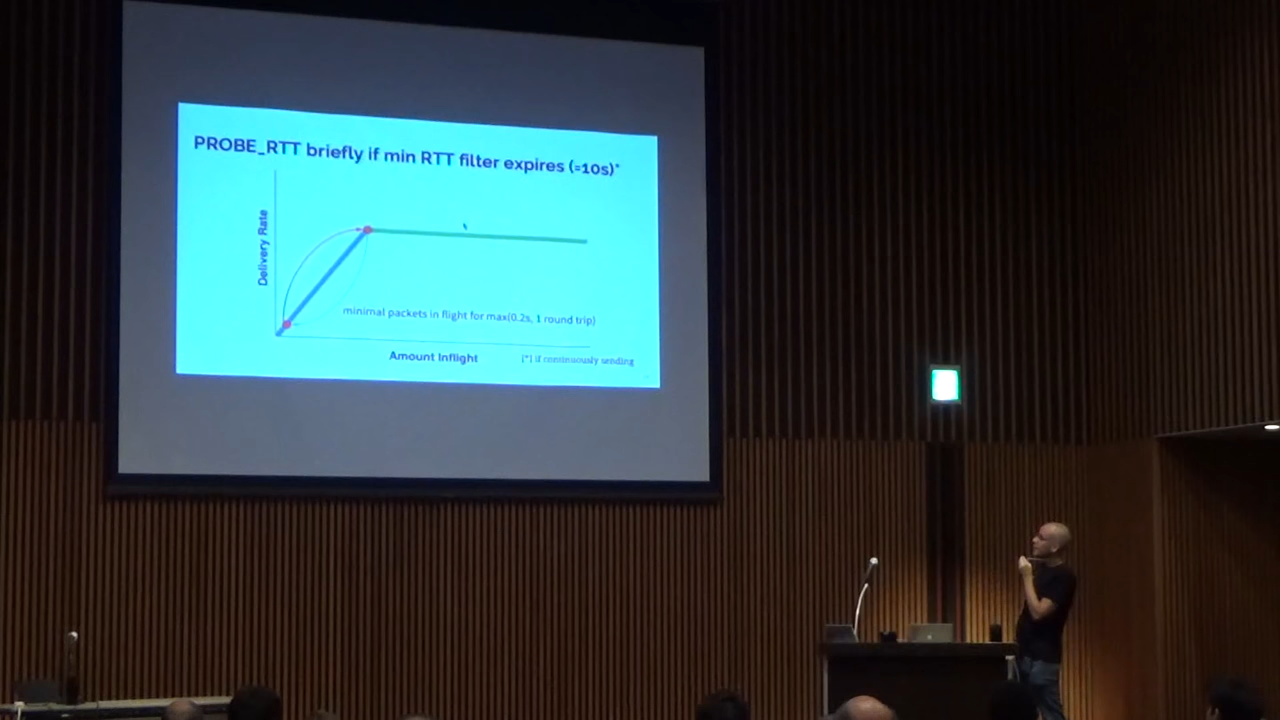 PROBE_RTT briefly if min RTT filter expires (=10s)*
Delivery Rate
minimal packets in flight for max(0.2s, 1 round trip)
Amount Inflight
[*] if continuously sending